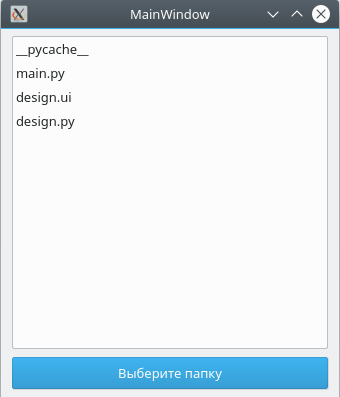 MainWindow
__pycache__
main.py
design.ui
design.py
Выберите папку